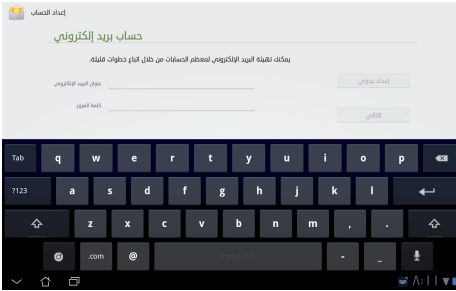 إعداد الحساب
حساب بريد إلكتروني
يمكنك تهيئة البريد الإلكتروني لمعظم الحسابات من خلال اتباع خطوات قليلة.
عنوان البريد الإلكتروني
إعداد يدوي
كلمة المرور
التالي
Tab q w e r t y u i o p
?123 a s d f g h j k l
z x c v b n m , .
.com @ - _